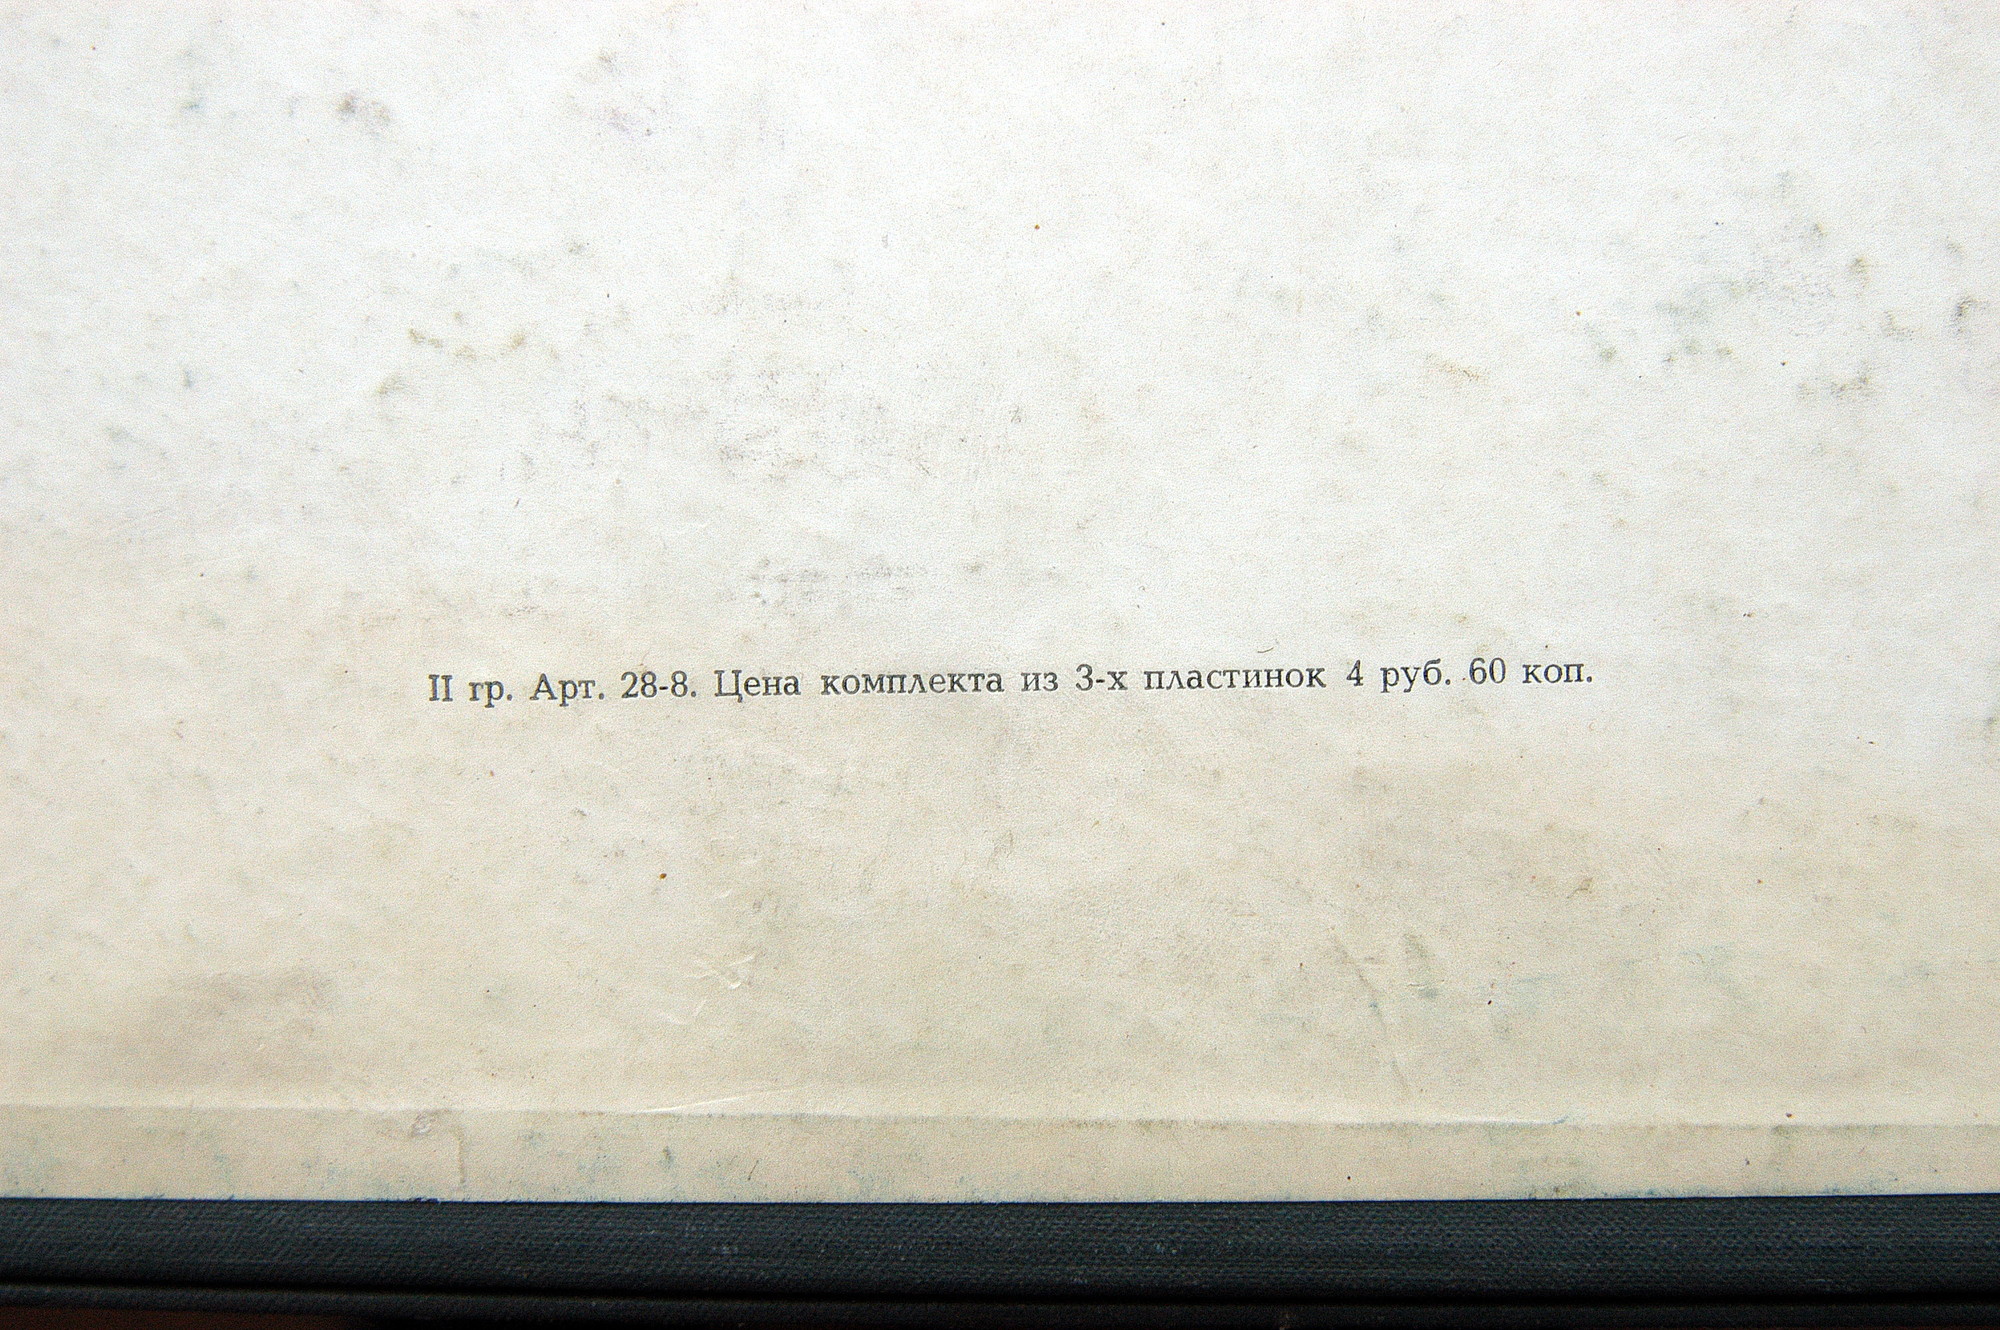 II гр. Арт. 28-8. Цена комплекта из 3-х пластинок 4 руб. 60 коп.